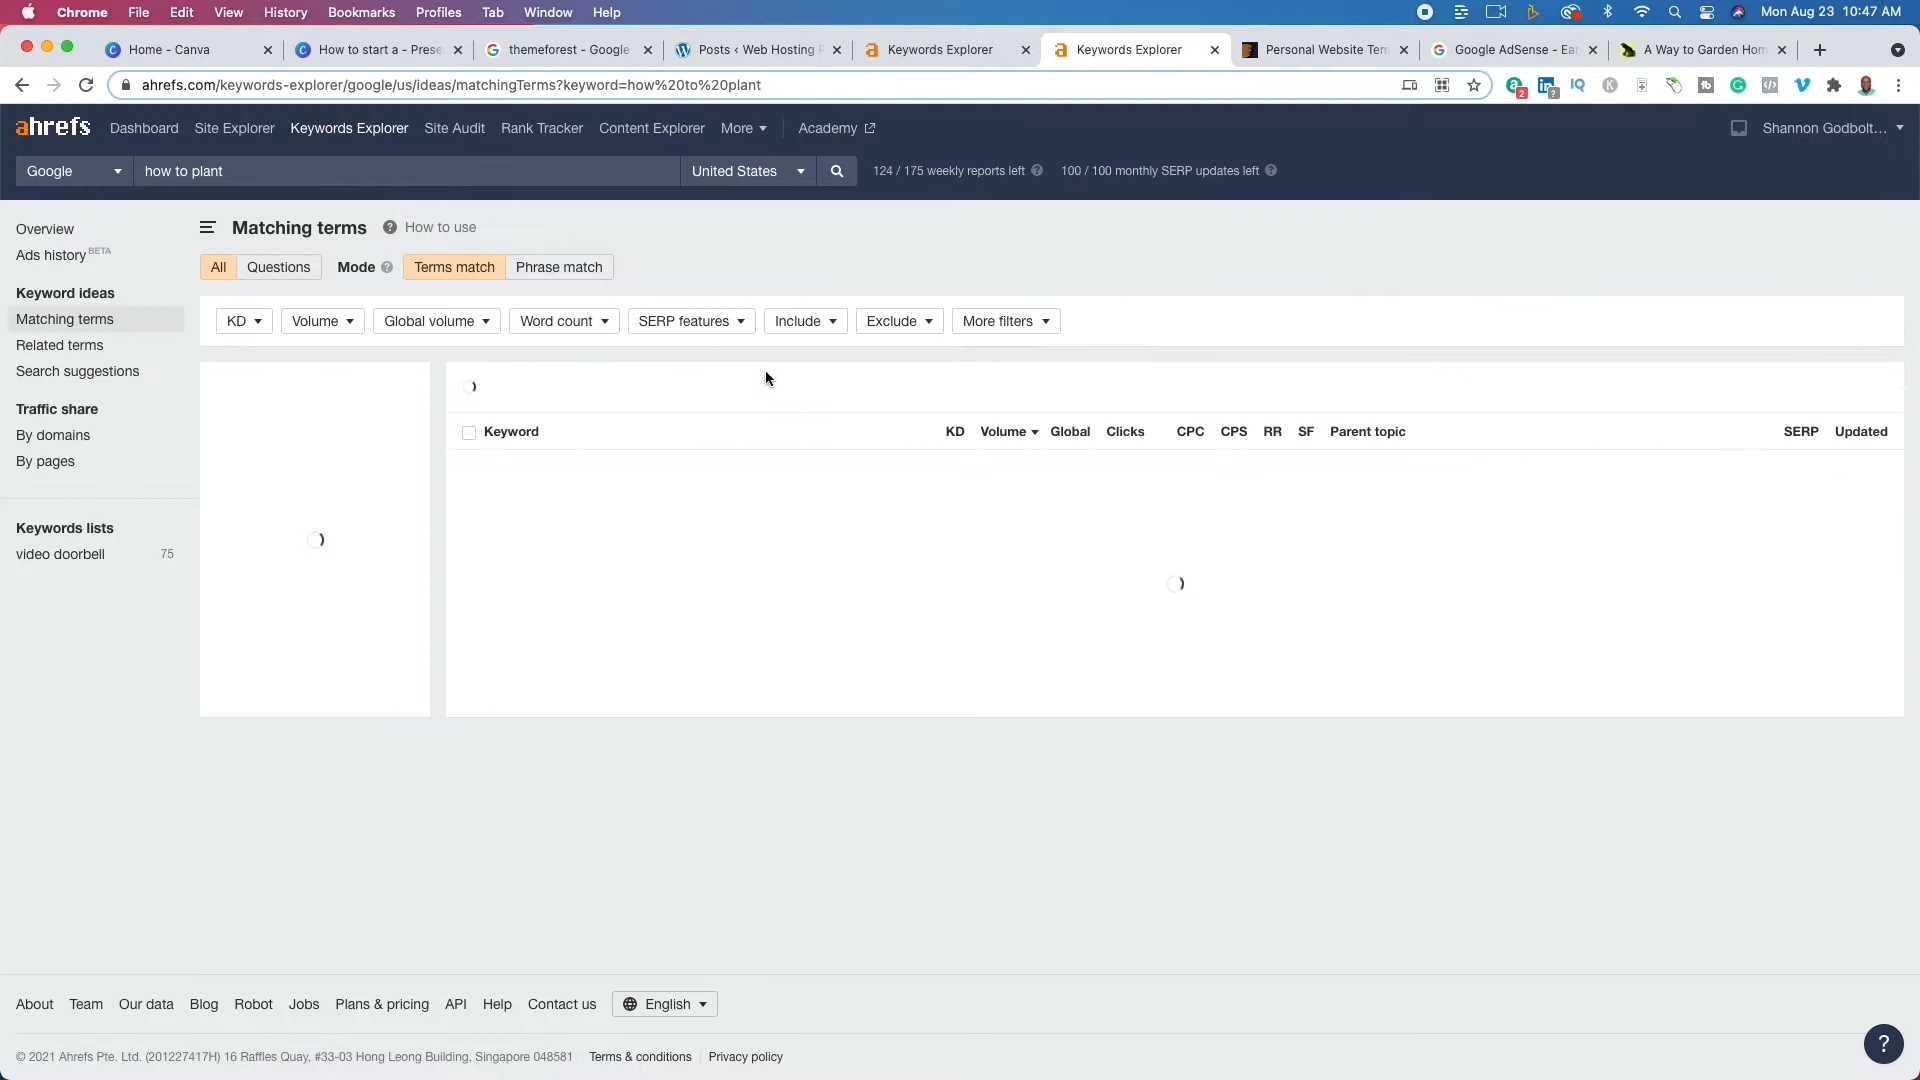 Chrome File Edit View History Bookmarks Profiles Tab Window Help Mon Aug 23 10:47 AM
Home - Canva How to start a - Prese themeforest - Google Posts ‹ Web Hosting Keywords Explorer Keywords Explorer Personal Website Tem Google AdSense - Ear A Way to Garden Hom
ahrefs.com/keywords-explorer/google/us/ideas/matchingTerms?keyword=how%20to%20plant
ahrefs Dashboard Site Explorer Keywords Explorer Site Audit Rank Tracker Content Explorer More Academy Shannon Godbolt...
Google how to plant United States 124 / 175 weekly reports left 100 / 100 monthly SERP updates left
Overview
Ads history BETA
Keyword ideas
Matching terms
Related terms
Search suggestions
Traffic share
By domains
By pages
Keywords lists
video doorbell 75
Matching terms How to use
All Questions Mode Terms match Phrase match
KD Volume Global volume Word count SERP features Include Exclude More filters
Keyword KD Volume Global Clicks CPC CPS RR SF Parent topic SERP Updated
About Team Our data Blog Robot Jobs Plans & pricing API Help Contact us English
© 2021 Ahrefs Pte. Ltd. (201227417H) 16 Raffles Quay, #33-03 Hong Leong Building, Singapore 048581 Terms & conditions Privacy policy
?